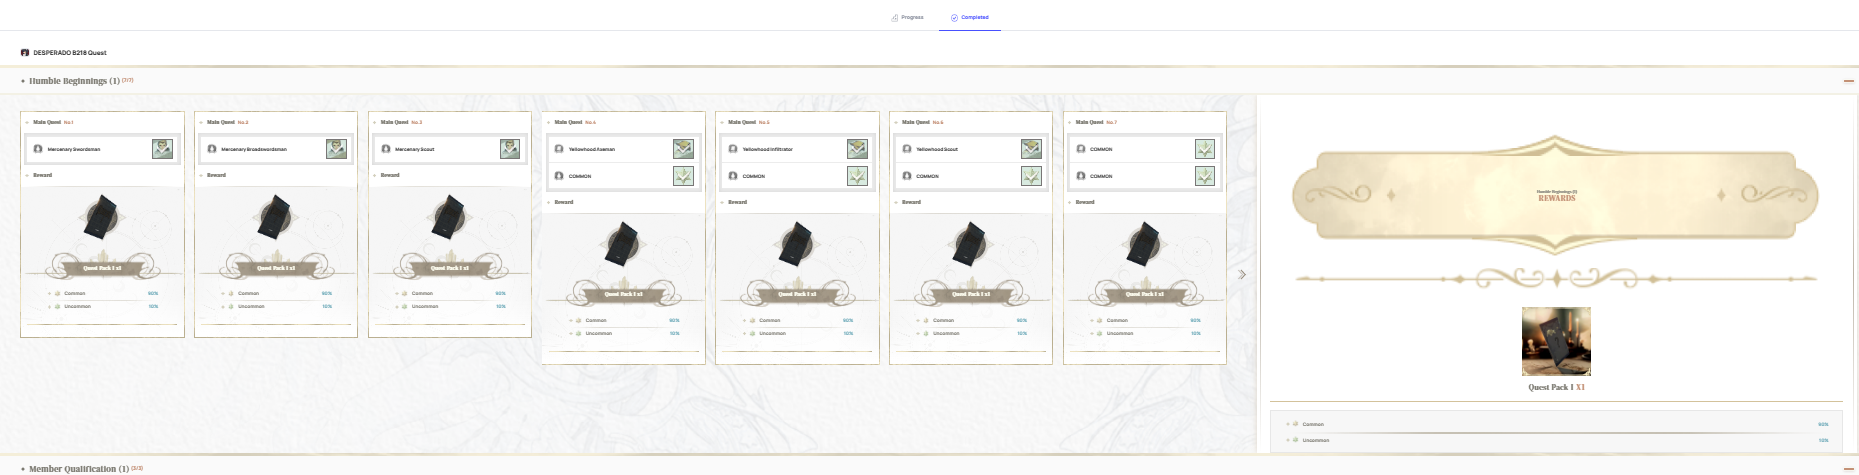 Progress
Completed
DESPERADO B218 Quest
Humble Beginnings (1) (7/7)
Main Quest No.1
Mercenary Swordsman
Reward
Quest Pack I x1
Common 90%
Uncommon 10%
Main Quest No.2
Mercenary Broadswordsman
Reward
Quest Pack I x1
Common 90%
Uncommon 10%
Main Quest No.3
Mercenary Scout
Reward
Quest Pack I x1
Common 90%
Uncommon 10%
Main Quest No.4
Yellowhood Axeman
COMMON
Reward
Quest Pack I x1
Common 90%
Uncommon 10%
Main Quest No.5
Yellowhood Infiltrator
COMMON
Reward
Quest Pack I x1
Common 90%
Uncommon 10%
Main Quest No.6
Yellowhood Scout
COMMON
Reward
Quest Pack I x1
Common 90%
Uncommon 10%
Main Quest No.7
COMMON
COMMON
Reward
Quest Pack I x1
Common 90%
Uncommon 10%
Humble Beginnings (1)
REWARDS
Quest Pack I X1
Common 90%
Uncommon 10%
Member Qualification (1) (3/3)